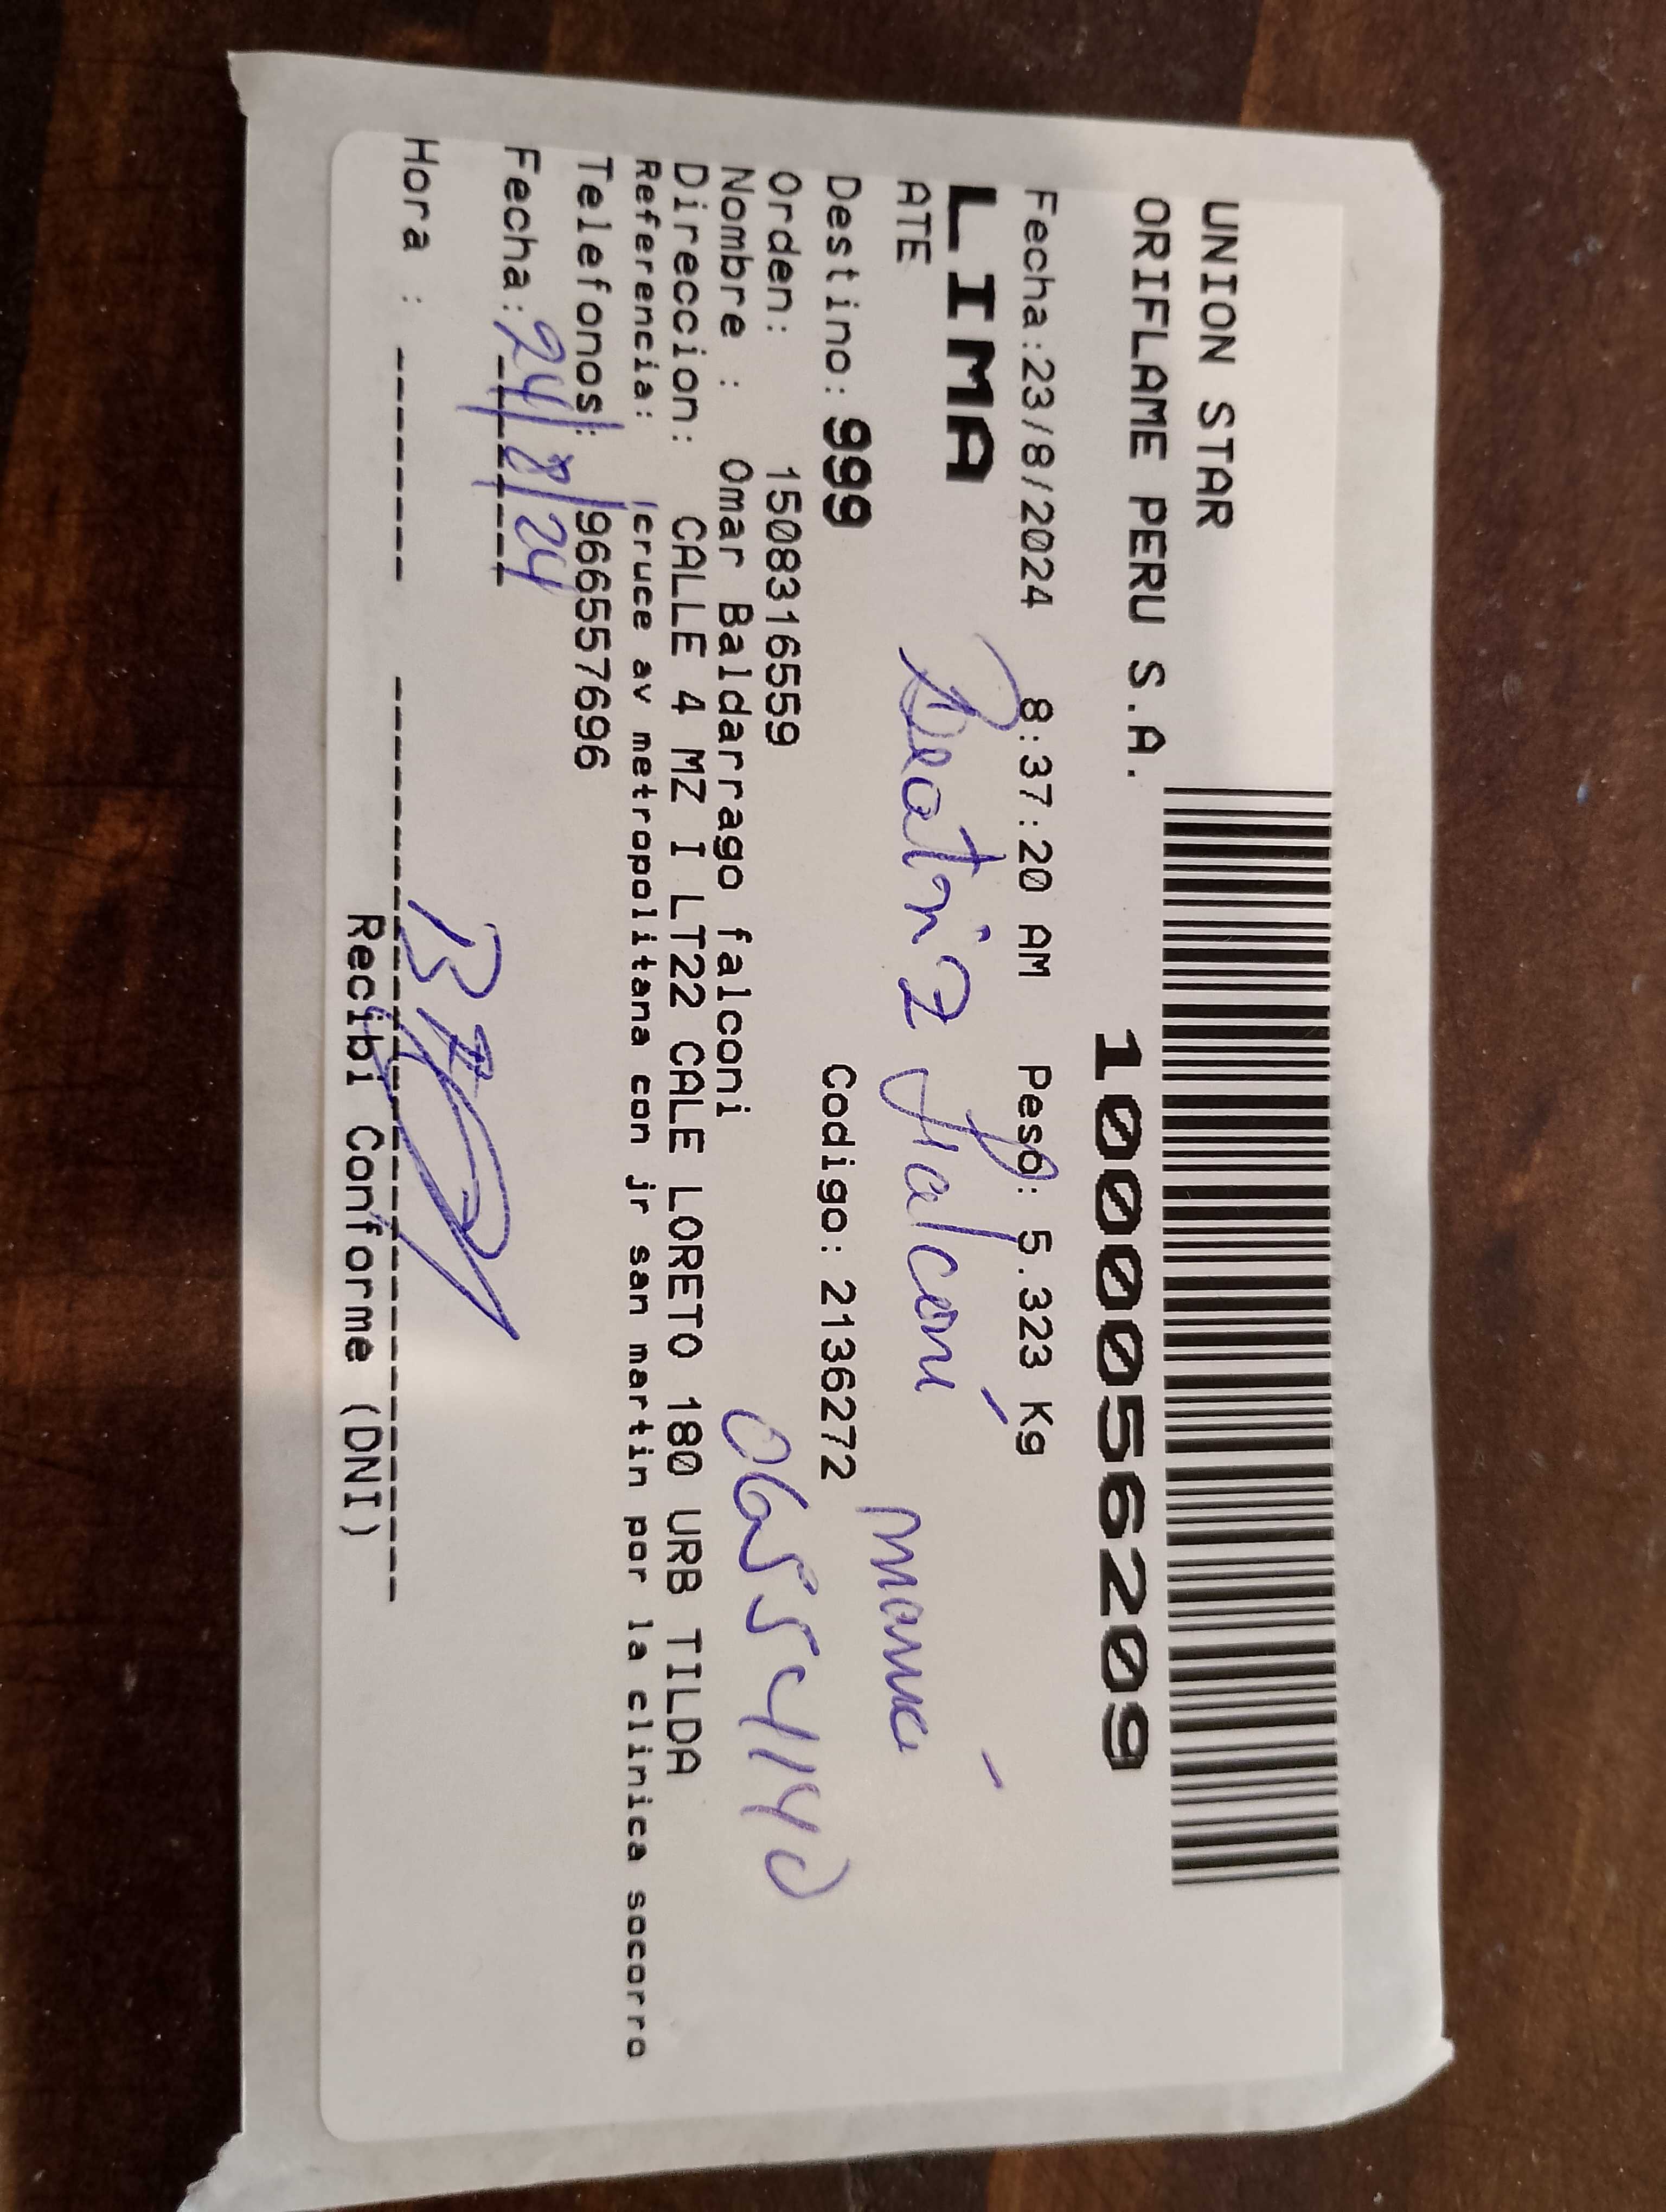 UNION STAR
ORIFLAME PERU S.A.
1000056209
Fecha:23/8/2024 8:37:20 AM Peso: 5.323 Kg
LIMA
ATE
Beatriz Falconí
mamá
Destino: 999 Codigo: 2136272
Orden: 1508316559
Nombre : Omar Baldarrago falconi
Direccion: CALLE 4 MZ I LT22 CALE LORETO 180 URB TILDA
Referencia: cruce av metropolitana con jr san martin por la clinica socorro
Telefonos: 966557696
Fecha: 24/8/24
Hora :
Recibi Conforme (DNI)